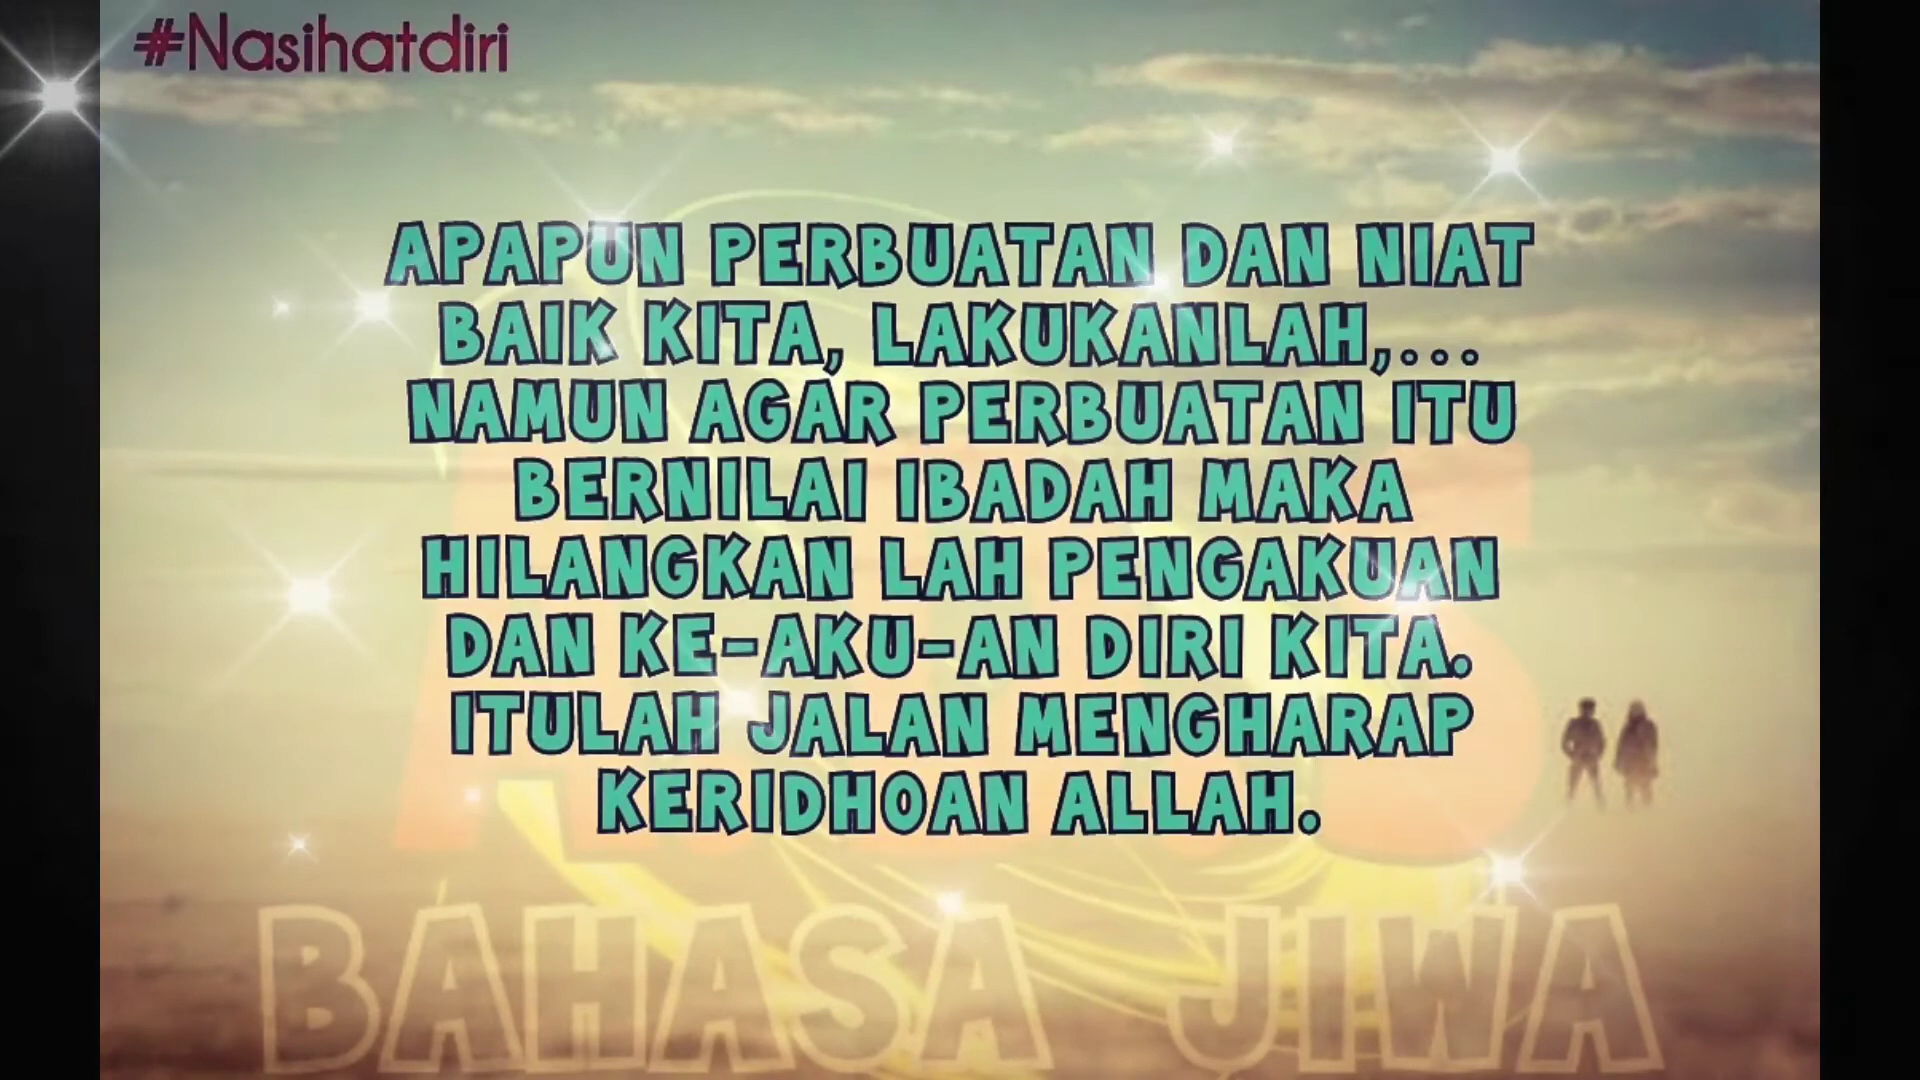 #Nasihatdiri
APAPUN PERBUATAN DAN NIAT
BAIK KITA, LAKUKANLAH,...
NAMUN AGAR PERBUATAN ITU
BERNILAI IBADAH MAKA
HILANGKAN LAH PENGAKUAN
DAN KE-AKU-AN DIRI KITA.
ITULAH JALAN MENGHARAP
KERIDHOAN ALLAH.
BAHASA JIWA